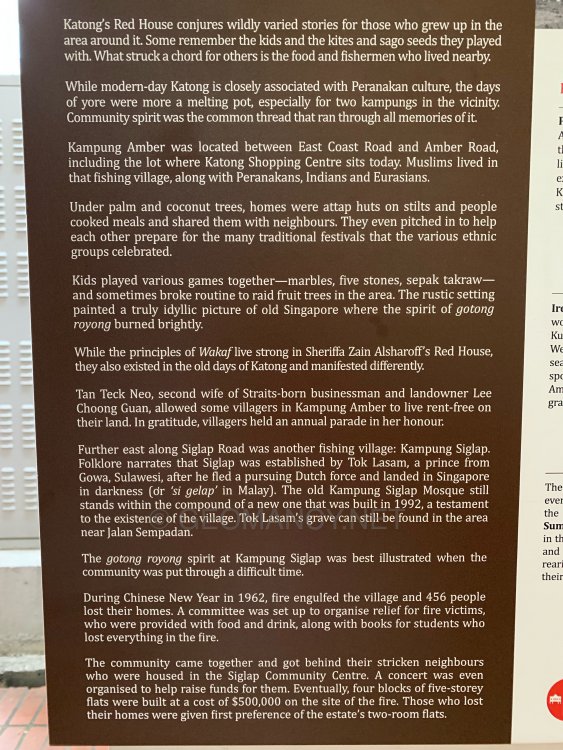 Katong's Red House conjures wildly varied stories for those who grew up in the
area around it. Some remember the kids and the kites and sago seeds they played
with. What struck a chord for others is the food and fishermen who lived nearby.
While modern-day Katong is closely associated with Peranakan culture, the days
of yore were more a melting pot, especially for two kampungs in the vicinity.
Community spirit was the common thread that ran through all memories of it.
Kampung Amber was located between East Coast Road and Amber Road,
including the lot where Katong Shopping Centre sits today. Muslims lived in
that fishing village, along with Peranakans, Indians and Eurasians.
Under palm and coconut trees, homes were attap huts on stilts and people
cooked meals and shared them with neighbours. They even pitched in to help
each other prepare for the many traditional festivals that the various ethnic
groups celebrated.
Kids played various games together—marbles, five stones, sepak takraw—
and sometimes broke routine to raid fruit trees in the area. The rustic setting
painted a truly idyllic picture of old Singapore where the spirit of gotong
royong burned brightly.
While the principles of Wakaf live strong in Sheriffa Zain Alsharoff's Red House,
they also existed in the old days of Katong and manifested differently.
Tan Teck Neo, second wife of Straits-born businessman and landowner Lee
Choong Guan, allowed some villagers in Kampung Amber to live rent-free on
their land. In gratitude, villagers held an annual parade in her honour.
Further east along Siglap Road was another fishing village: Kampung Siglap.
Folklore narrates that Siglap was established by Tok Lasam, a prince from
Gowa, Sulawesi, after he fled a pursuing Dutch force and landed in Singapore
in darkness (dr 'si gelap' in Malay). The old Kampung Siglap Mosque still
stands within the compound of a new one that was built in 1992, a testament
to the existence of the village. Tok Lasam's grave can still be found in the area
near Jalan Sempadan.
The gotong royong spirit at Kampung Siglap was best illustrated when the
community was put through a difficult time.
During Chinese New Year in 1962, fire engulfed the village and 456 people
lost their homes. A committee was set up to organise relief for fire victims,
who were provided with food and drink, along with books for students who
lost everything in the fire.
The community came together and got behind their stricken neighbours
who were housed in the Siglap Community Centre. A concert was even
organised to help raise funds for them. Eventually, four blocks of five-storey
flats were built at a cost of $500,000 on the site of the fire. Those who lost
their homes were given first preference of the estate's two-room flats.